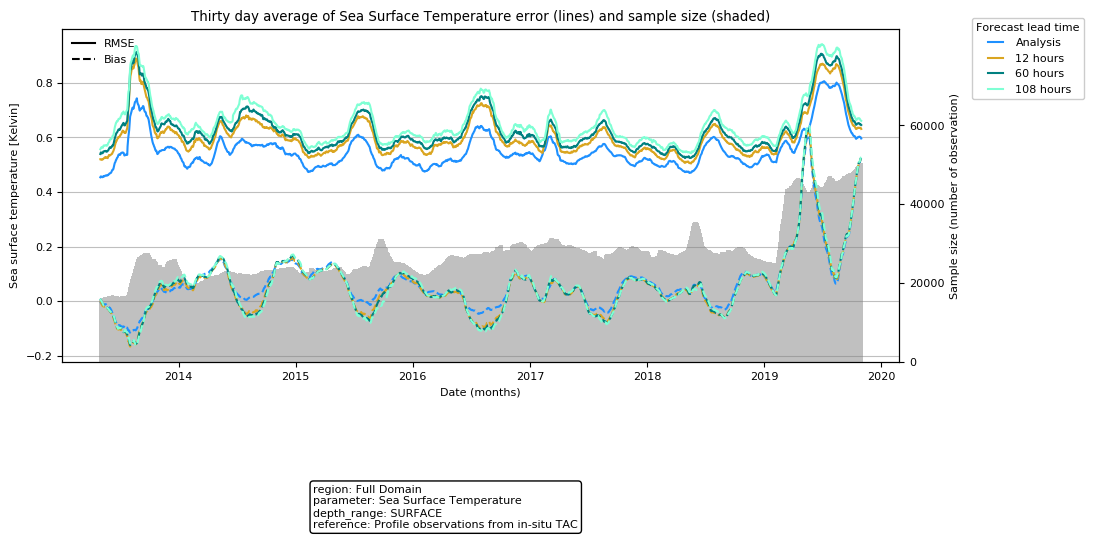 Thirty day average of Sea Surface Temperature error (lines) and sample size (shaded)
RMSE
Bias
Forecast lead time
Analysis
12 hours
60 hours
108 hours
Sea surface temperature [Kelvin]
0.8
0.6
0.4
0.2
0.0
−0.2
60000
40000
20000
0
Sample size (number of observation)
2014
2015
2016
2017
2018
2019
2020
Date (months)
region: Full Domain
parameter: Sea Surface Temperature
depth_range: SURFACE
reference: Profile observations from in-situ TAC